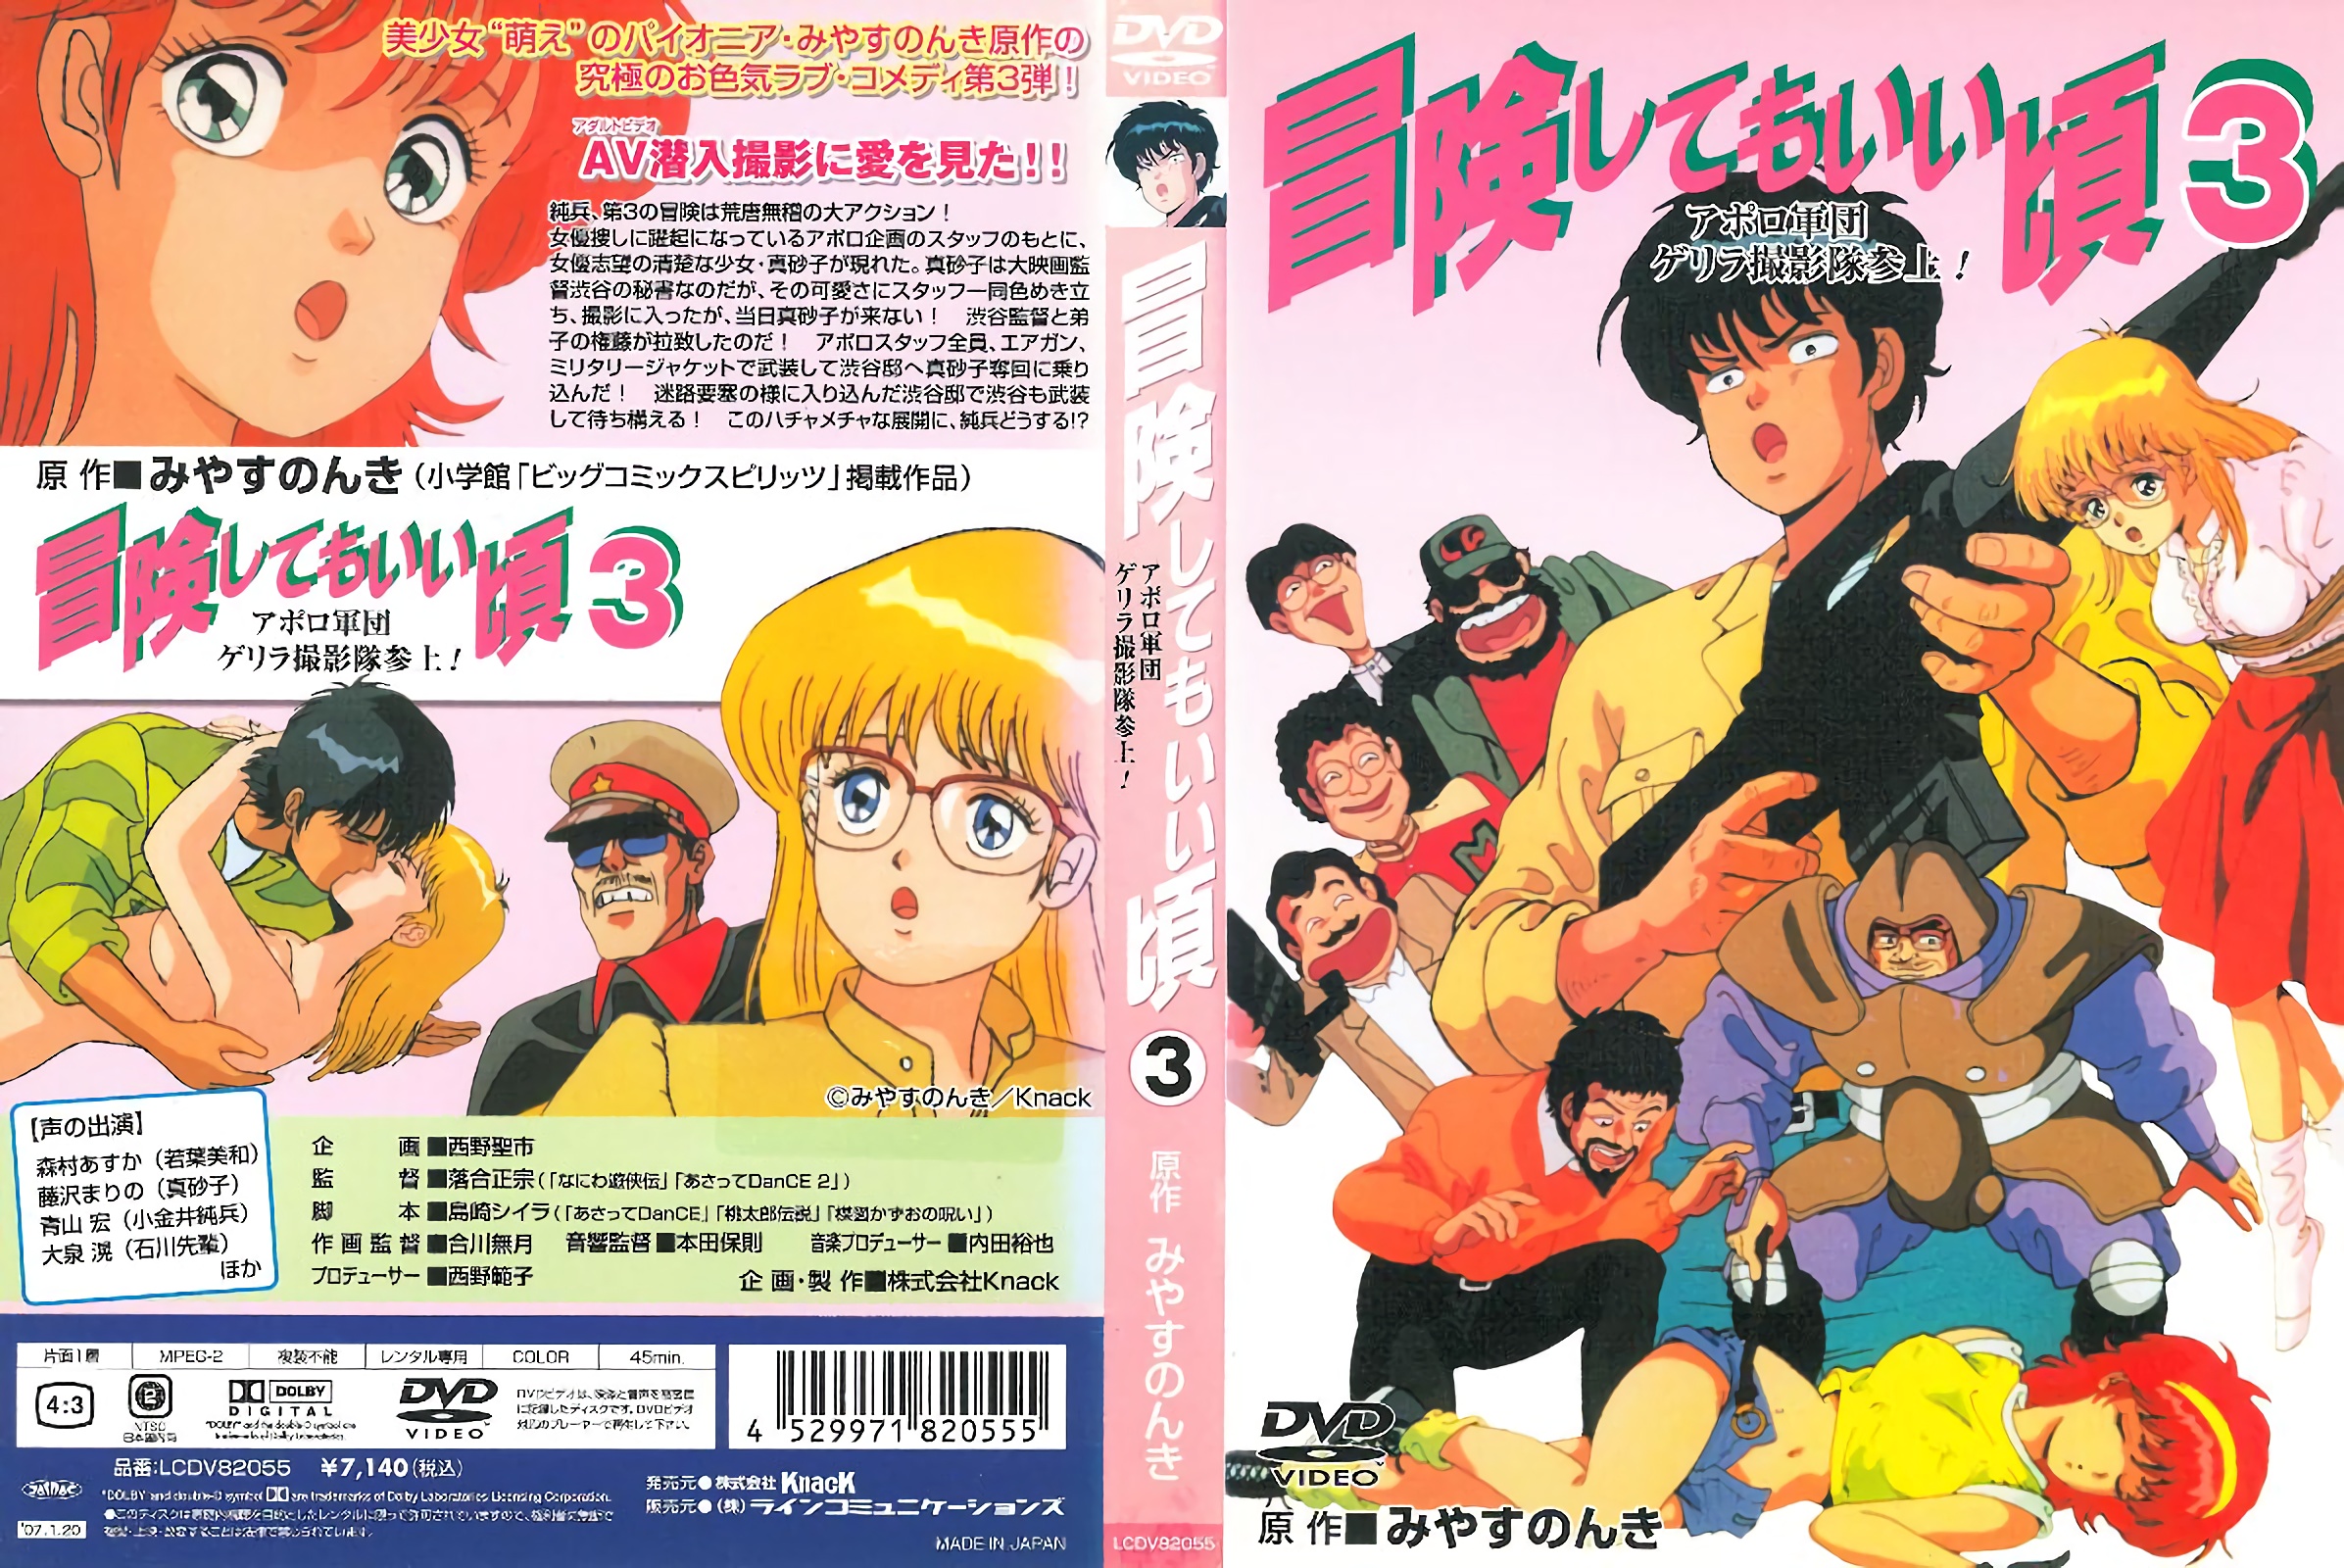 美少女“萌え”のパイオニア・みやすのんき原作の
究極のお色気ラブ・コメディ第3弾！
アダルトビデオ
AV潜入撮影に愛を見た!!
純兵、第3の冒険は荒唐無稽の大アクション！
女優捜しに躍起になっているアポロ企画のスタッフのもとに、
女優志望の清楚な少女・真砂子が現れた。真砂子は大映画監
督渋谷の秘書なのだが、その可愛さにスタッフ一同色めき立
ち、撮影に入ったが、当日真砂子が来ない！　渋谷監督と弟
子の権藤が拉致したのだ！　アポロスタッフ全員、エアガン、
ミリタリージャケットで武装して渋谷邸へ真砂子奪回に乗り
込んだ！　迷路要塞の様に入り込んだ渋谷邸で渋谷も武装
して待ち構える！　このハチャメチャな展開に、純兵どうする!?
原作■みやすのんき（小学館「ビッグコミックスピリッツ」掲載作品）
冒険してもいい頃 3
アポロ軍団
ゲリラ撮影隊参上！
©みやすのんき／Knack
【声の出演】
森村あすか（若葉美和）
藤沢まりの（真砂子）
青山 宏（小金井純兵）
大泉 滉（石川先輩）
ほか
企画■西野聖市
監督■落合正宗（「なにわ遊侠伝」「あさってDanCE 2」）
脚本■島崎シイラ（「あさってDanCE」「桃太郎伝説」「楳図かずおの呪い」）
作画監督■合川無月　音響監督■本田保則　音楽プロデューサー■内田裕也
プロデューサー■西野範子　企画・製作■株式会社Knack
片面1層 MPEG-2 複製不能 レンタル専用 COLOR 45min.
4:3
2
NTSC
日本国内向
DOLBY
DIGITAL
DVD
VIDEO
4 529971 820555
品番:LCDV82055　¥7,140(税込)
"DOLBY and double-D symbol are trademarks of Dolby Laboratories Licensing Corporation.
'07.1.20
発売元●株式会社KnacK
販売元●(株)ラインコミュニケーションズ
MADE IN JAPAN
DVD
VIDEO
冒険してもいい頃
アポロ軍団
ゲリラ撮影隊参上！
3
原作 みやすのんき
LCDV82055
冒険してもいい頃 3
アポロ軍団
ゲリラ撮影隊参上！
M
DVD
VIDEO
原作■みやすのんき